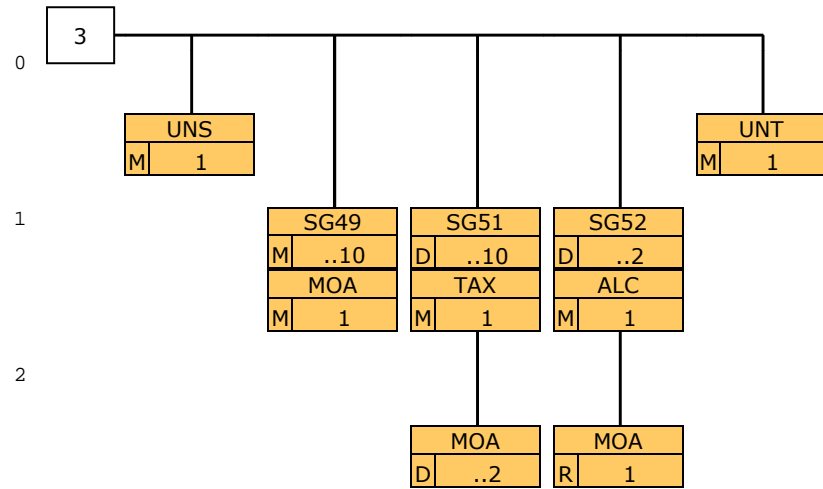 3
0
UNS UNT
M 1 M 1
1
SG49 SG51 SG52
M ..10 D ..10 D ..2
MOA TAX ALC
M 1 M 1 M 1
2
MOA MOA
D ..2 R 1